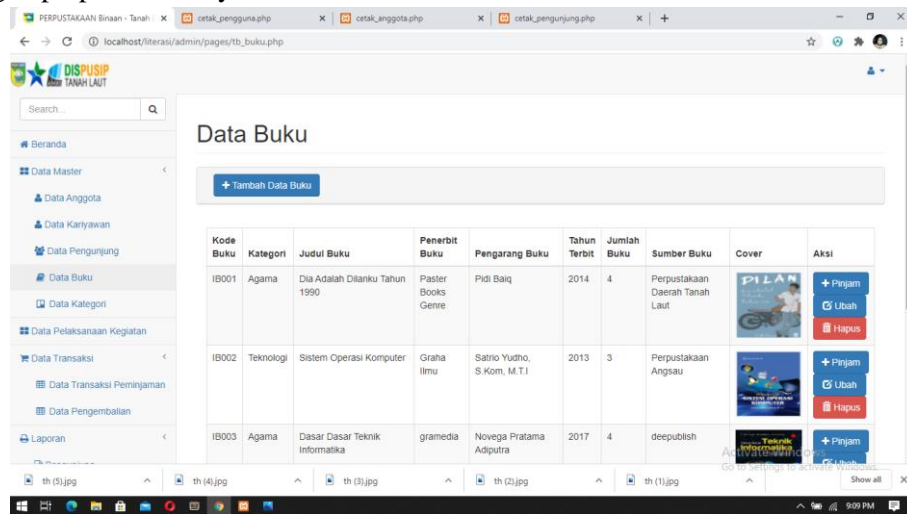 PERPUSTAKAAN Binaan - Tanah
cetak_pengguna.php
cetak_anggota.php
cetak_pengunjung.php
localhost/literasi/admin/pages/tb_buku.php
DISPUSIP
TANAH LAUT
Search...
Beranda
Data Master
Data Anggota
Data Kariyawan
Data Pengunjung
Data Buku
Data Kategori
Data Pelaksanaan Kegiatan
Data Transaksi
Data Transaksi Peminjaman
Data Pengembalian
Laporan
Data Buku
Tambah Data Buku
Kode Buku Kategori Judul Buku Penerbit Buku Pengarang Buku Tahun Terbit Jumlah Buku Sumber Buku Cover Aksi
IB001 Agama Dia Adalah Dilanku Tahun 1990 Paster Books Genre Pidi Baiq 2014 4 Perpustakaan Daerah Tanah Laut
DILAN
Pinjam
Ubah
Hapus
IB002 Teknologi Sistem Operasi Komputer Graha Ilmu Satrio Yudho, S.Kom, M.T.I 2013 3 Perpustakaan Angsau
SISTEM OPERASI
KOMPUTER
Pinjam
Ubah
Hapus
IB003 Agama Dasar Dasar Teknik Informatika gramedia Novega Pratama Adiputra 2017 4 deepublish
Teknik
Informatika
Pinjam
Ubah
Activate Windows
Go to Settings to activate Windows.
th (5).jpg
th (4).jpg
th (3).jpg
th (2).jpg
th (1).jpg
Show all
9:09 PM